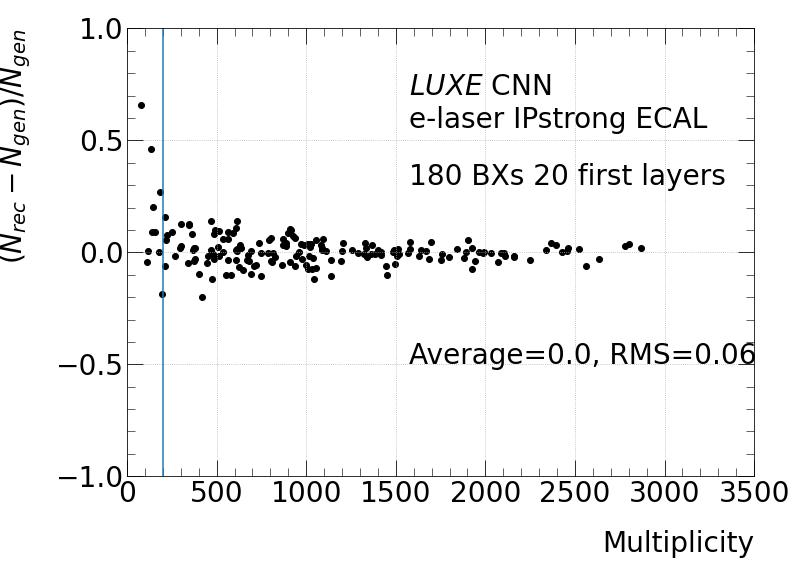 (N_rec − N_gen)/N_gen
1.0
0.5
0.0
−0.5
−1.0
LUXE CNN
e-laser IPstrong ECAL
180 BXs 20 first layers
Average=0.0, RMS=0.06
0 500 1000 1500 2000 2500 3000 3500
Multiplicity